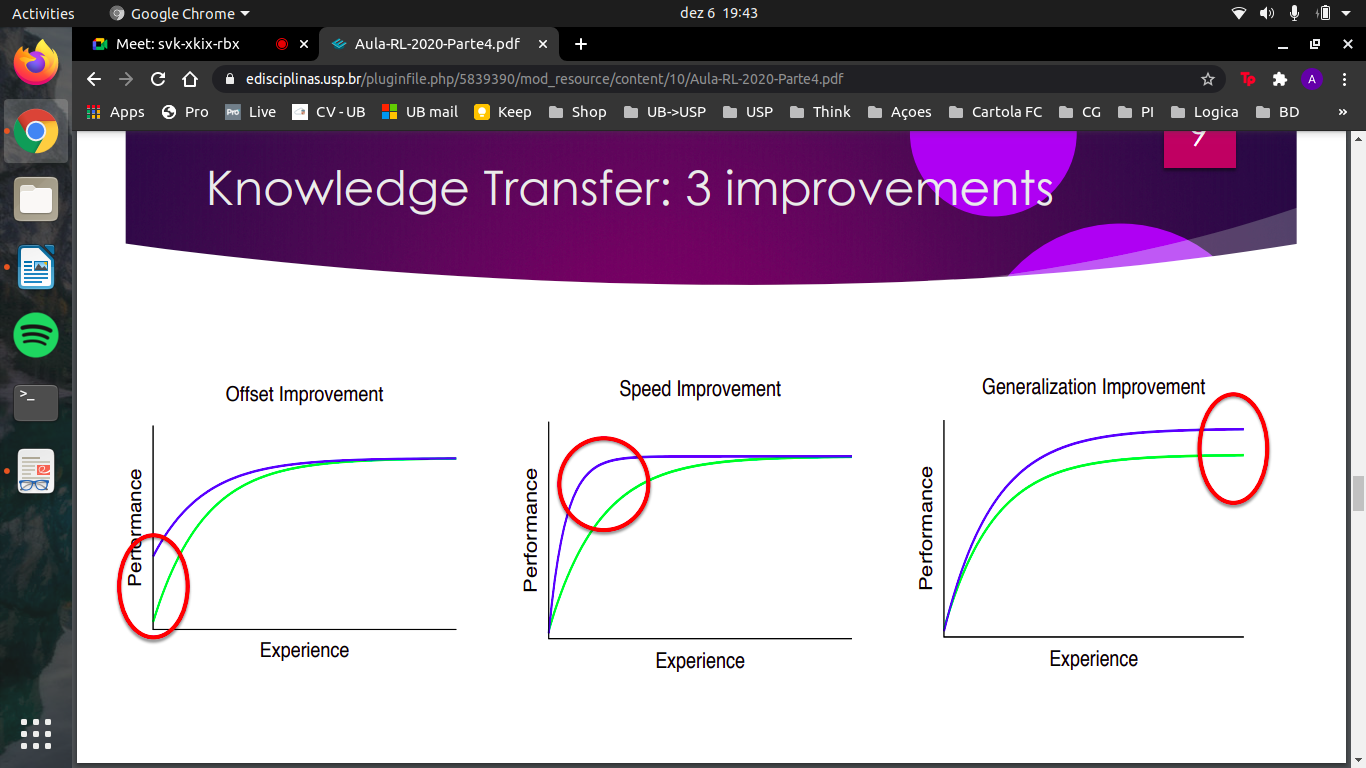 Activities
Google Chrome
dez 6 19:43
Meet: svk-xkix-rbx
Aula-RL-2020-Parte4.pdf
edisciplinas.usp.br/pluginfile.php/5839390/mod_resource/content/10/Aula-RL-2020-Parte4.pdf
Tp
A
Apps
Pro
PRO
Live
CV - UB
UB mail
Keep
Shop
UB->USP
USP
Think
Açoes
Cartola FC
CG
PI
Logica
BD
»
9
Knowledge Transfer: 3 improvements
Offset Improvement
Performance
Experience
Speed Improvement
Performance
Experience
Generalization Improvement
Performance
Experience
>_